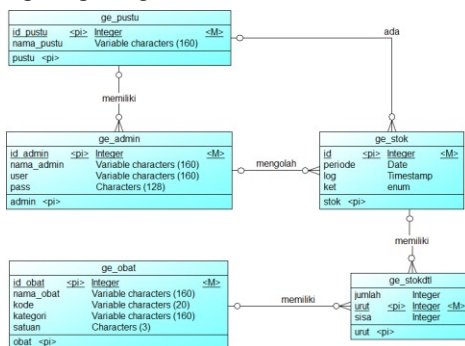 ge_pustu
id_pustu <pi> Integer <M>
nama_pustu Variable characters (160)
pustu <pi>
ada
memiliki
ge_admin
id_admin <pi> Integer <M>
nama_admin Variable characters (160)
user Variable characters (160)
pass Characters (128)
admin <pi>
mengolah
ge_stok
id <pi> Integer <M>
periode Date
log Timestamp
ket enum
stok <pi>
memiliki
ge_obat
id_obat <pi> Integer <M>
nama_obat Variable characters (160)
kode Variable characters (20)
kategori Variable characters (160)
satuan Characters (3)
obat <pi>
memiliki
ge_stokdtl
jumlah Integer
urut <pi> Integer <M>
sisa Integer
urut <pi>